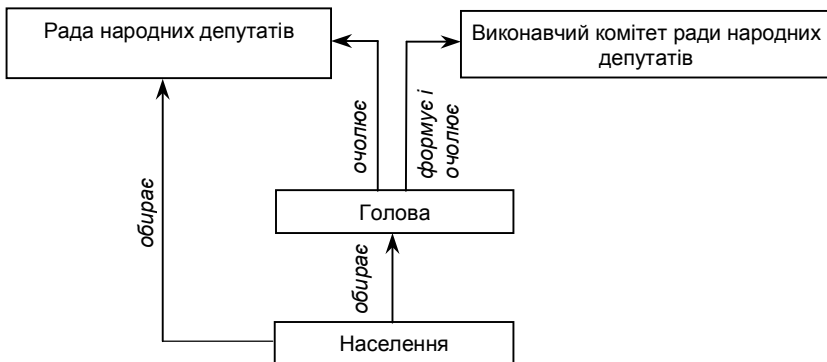 Рада народних депутатів
Виконавчий комітет ради народних
депутатів
очолює
формує і
очолює
обирає
Голова
обирає
Населення